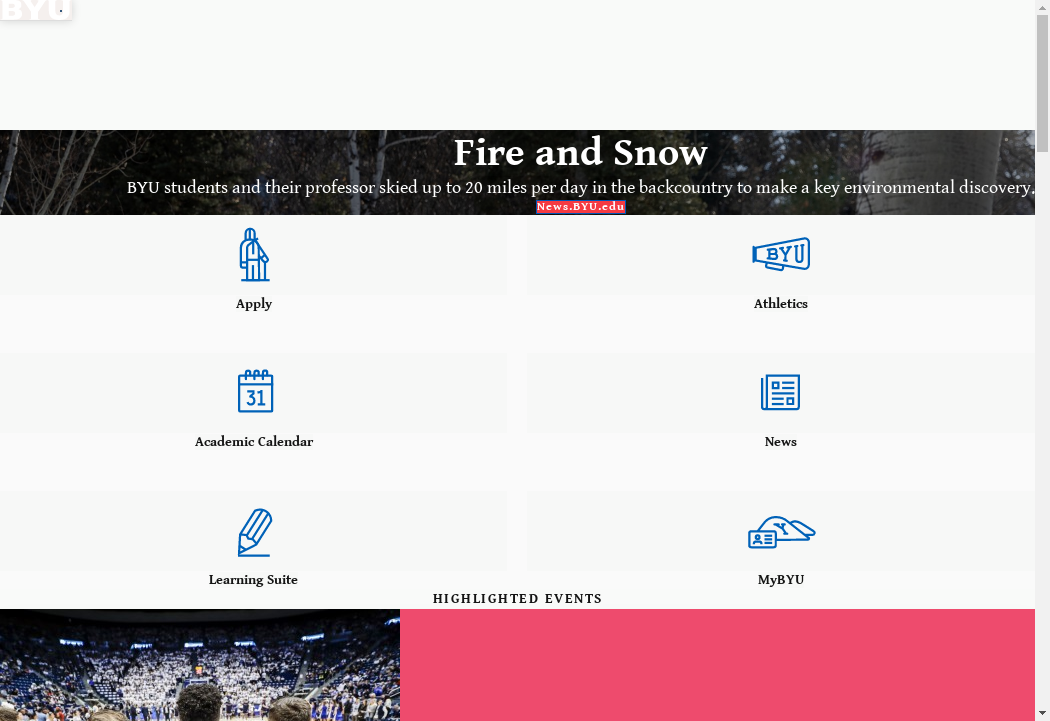 BYU
Fire and Snow
BYU students and their professor skied up to 20 miles per day in the backcountry to make a key environmental discovery.
News.BYU.edu
BYU
Apply
Athletics
31
Academic Calendar
News
Y
Learning Suite
MyBYU
HIGHLIGHTED EVENTS